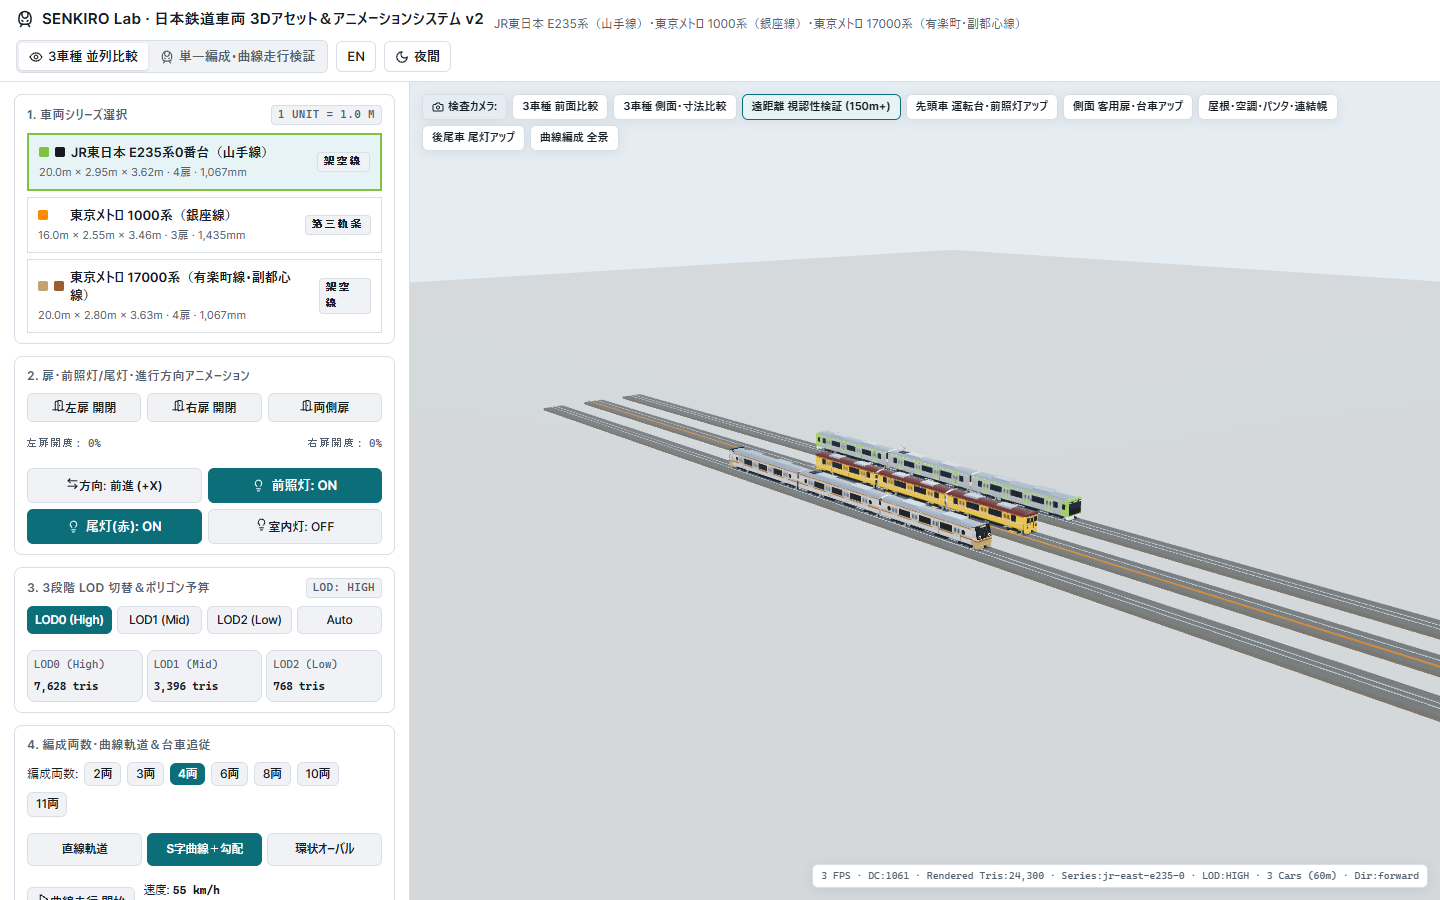 SENKIRO Lab · 日本鉄道車両 3Dアセット＆アニメーションシステム v2
JR東日本 E235系（山手線）・東京メトロ 1000系（銀座線）・東京メトロ 17000系（有楽町・副都心線）
3車種 並列比較
単一編成・曲線走行検証
EN
夜間
1. 車両シリーズ選択
1 UNIT = 1.0 M
JR東日本 E235系0番台（山手線）
20.0m × 2.95m × 3.62m · 4扉 · 1,067mm
架空線
東京メトロ 1000系（銀座線）
16.0m × 2.55m × 3.46m · 3扉 · 1,435mm
第三軌条
東京メトロ 17000系（有楽町線・副都心
線）
20.0m × 2.80m × 3.63m · 4扉 · 1,067mm
架空
線
2. 扉・前照灯/尾灯・進行方向アニメーション
左扉 開閉
右扉 開閉
両側扉
左扉開度: 0%
右扉開度: 0%
方向: 前進 (+X)
前照灯: ON
尾灯(赤): ON
室内灯: OFF
3. 3段階 LOD 切替＆ポリゴン予算
LOD: HIGH
LOD0 (High)
LOD1 (Mid)
LOD2 (Low)
Auto
LOD0 (High)
7,628 tris
LOD1 (Mid)
3,396 tris
LOD2 (Low)
768 tris
4. 編成両数・曲線軌道＆台車追従
編成両数:
2両
3両
4両
6両
8両
10両
11両
直線軌道
S字曲線＋勾配
環状オーバル
曲線走行 開始
速度: 55 km/h
検査カメラ:
3車種 前面比較
3車種 側面・寸法比較
遠距離 視認性検証 (150m+)
先頭車 運転台・前照灯アップ
側面 客用扉・台車アップ
屋根・空調・パンタ・連結幌
後尾車 尾灯アップ
曲線編成 全景
3 FPS · DC:1061 · Rendered Tris:24,300 · Series:jr-east-e235-0 · LOD:HIGH · 3 Cars (60m) · Dir:forward